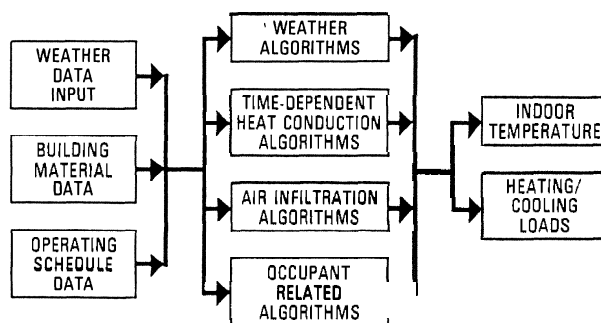 WEATHER
DATA
INPUT
BUILDING
MATERIAL
DATA
OPERATING
SCHEDULE
DATA
WEATHER
ALGORITHMS
TIME-DEPENDENT
HEAT CONDUCTION
ALGORITHMS
AIR INFILTRATION
ALGORITHMS
OCCUPANT
RELATED
ALGORITHMS
INDOOR
TEMPERATURE
HEATING/
COOLING
LOADS